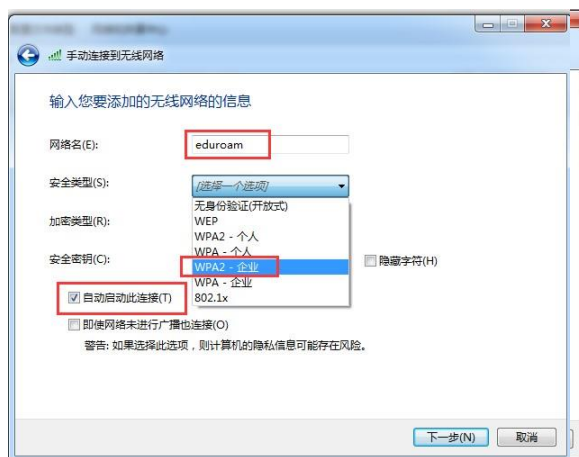 手动连接到无线网络
输入您要添加的无线网络的信息
网络名(E):
eduroam
安全类型(S):
[选择一个选项]
无身份验证(开放式)
WEP
加密类型(R):
WPA2 - 个人
WPA - 个人
安全密钥(C):
WPA2 - 企业
隐藏字符(H)
WPA - 企业
自动启动此连接(T)
802.1x
即使网络未进行广播也连接(O)
警告: 如果选择此选项，则计算机的隐私信息可能存在风险。
下一步(N)
取消